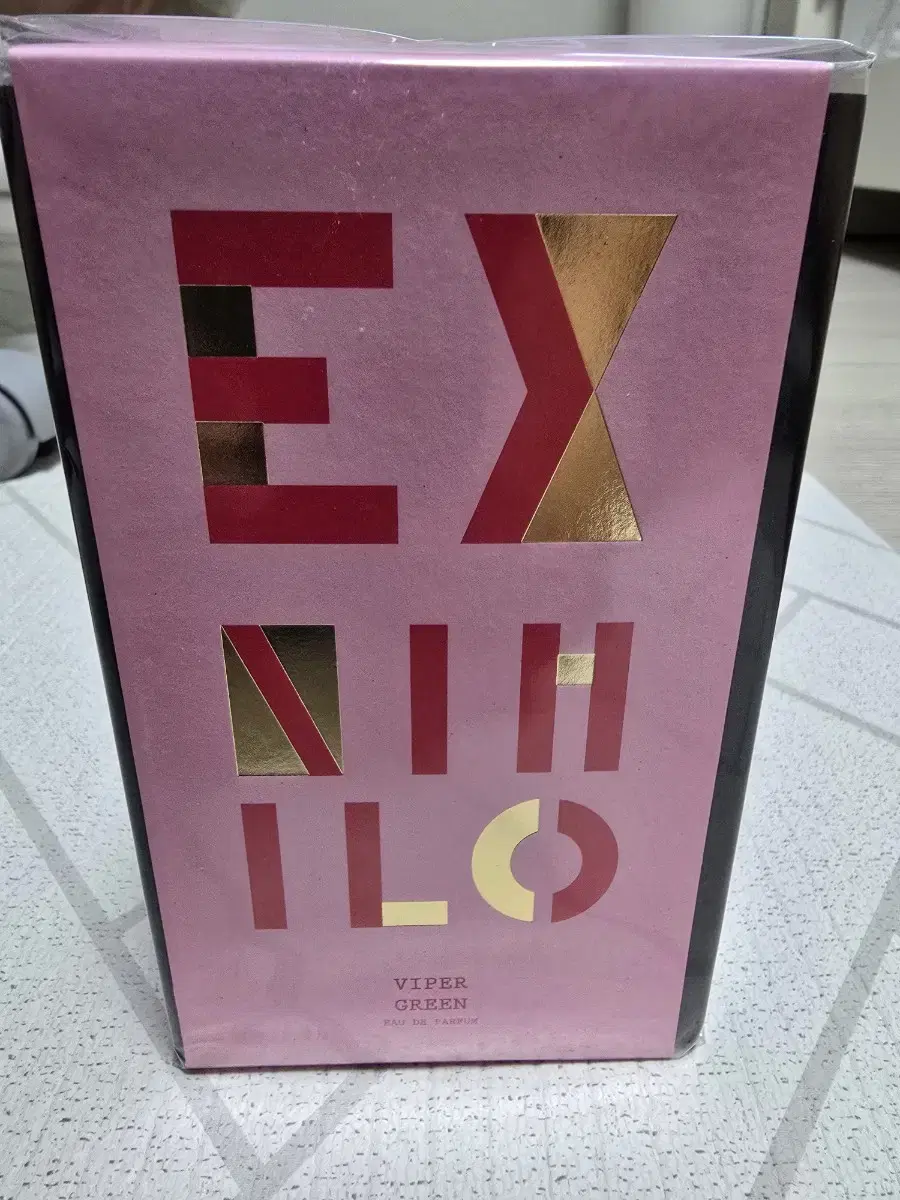 EX
NIH
ILO
VIPER
GREEN
EAU DE PARFUM